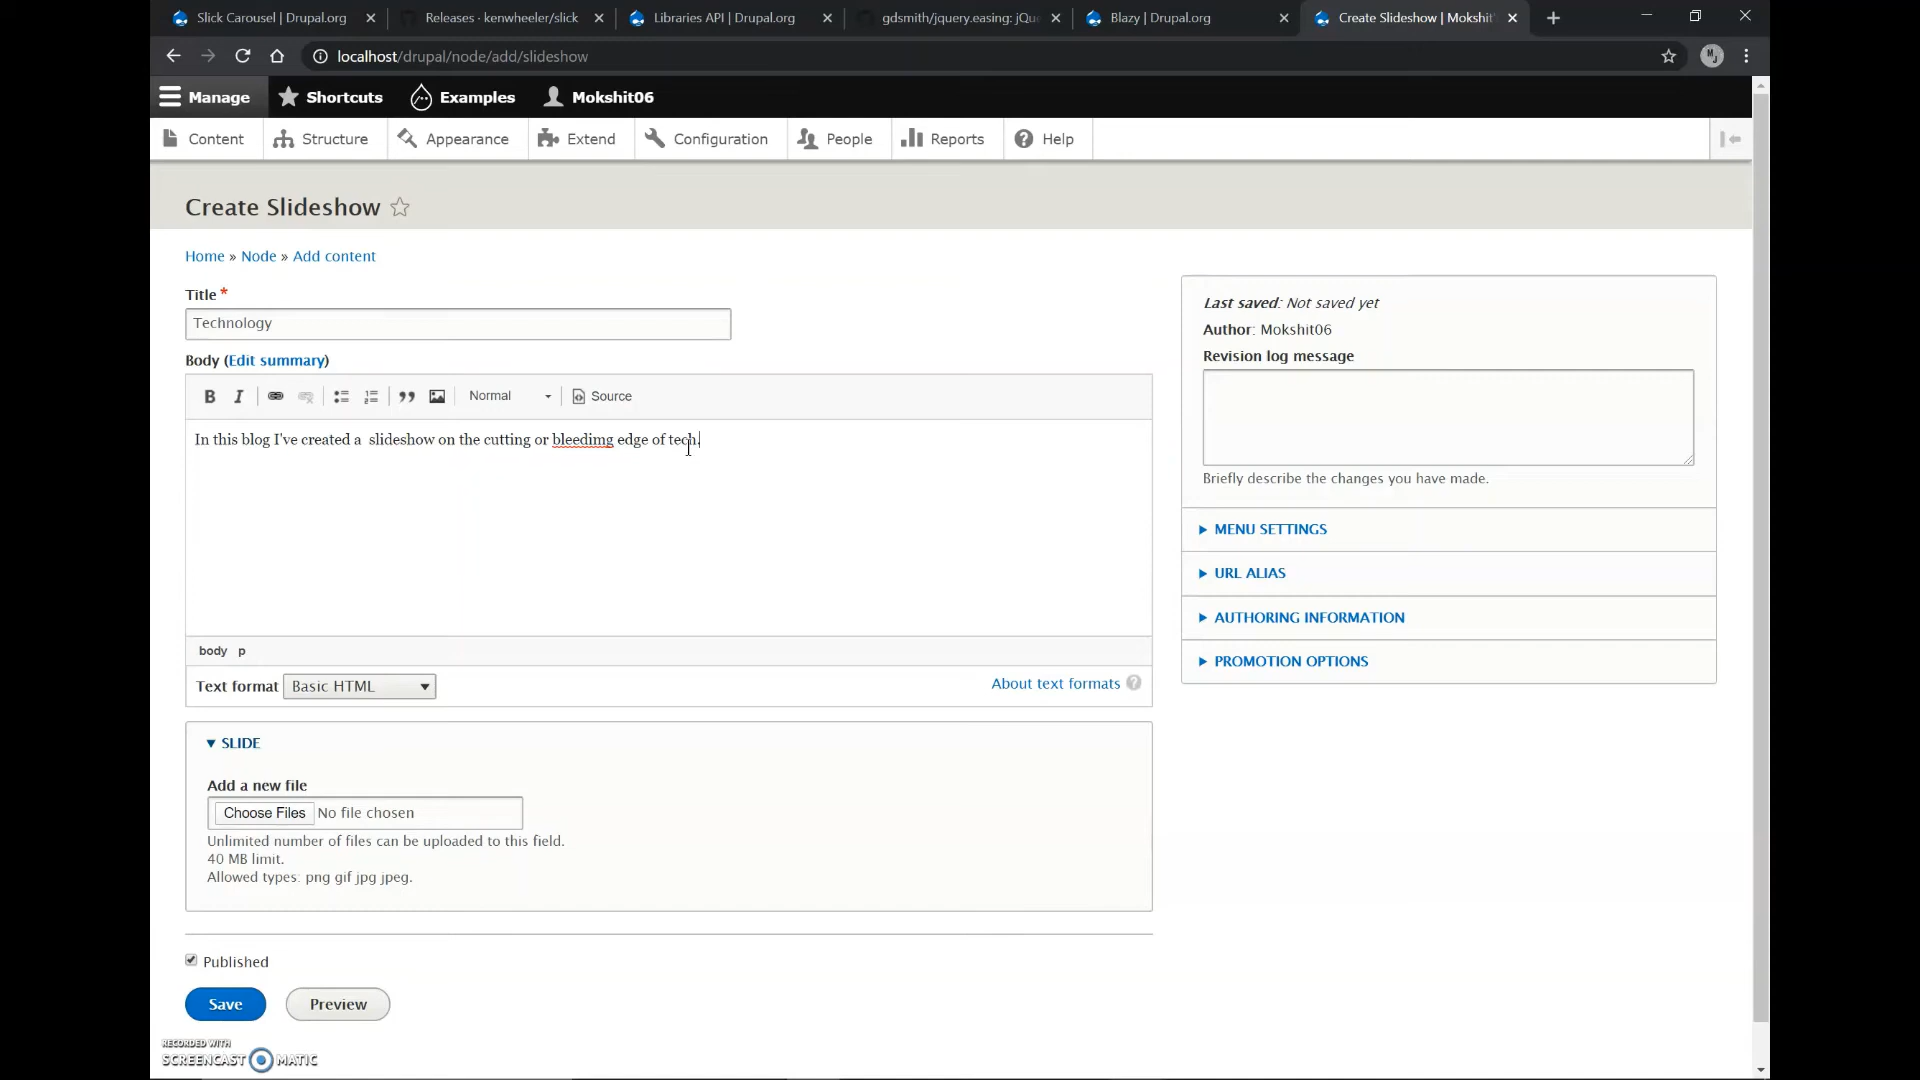 Slick Carousel | Drupal.org
Releases · kenwheeler/slick
Libraries API | Drupal.org
gdsmith/jquery.easing: jQu
Blazy | Drupal.org
Create Slideshow | Mokshit
localhost/drupal/node/add/slideshow
Manage
Shortcuts
Examples
Mokshit06
Content
Structure
Appearance
Extend
Configuration
People
Reports
Help
Create Slideshow
Home » Node » Add content
Title *
Technology
Body (Edit summary)
B I
Normal
Source
In this blog I've created a  slideshow on the cutting or bleedimg edge of tech.
body p
Text format
Basic HTML
About text formats ?
SLIDE
Add a new file
Choose Files No file chosen
Unlimited number of files can be uploaded to this field.
40 MB limit.
Allowed types: png gif jpg jpeg.
Published
Save
Preview
Last saved: Not saved yet
Author: Mokshit06
Revision log message
Briefly describe the changes you have made.
MENU SETTINGS
URL ALIAS
AUTHORING INFORMATION
PROMOTION OPTIONS
RECORDED WITH
SCREENCAST MATIC